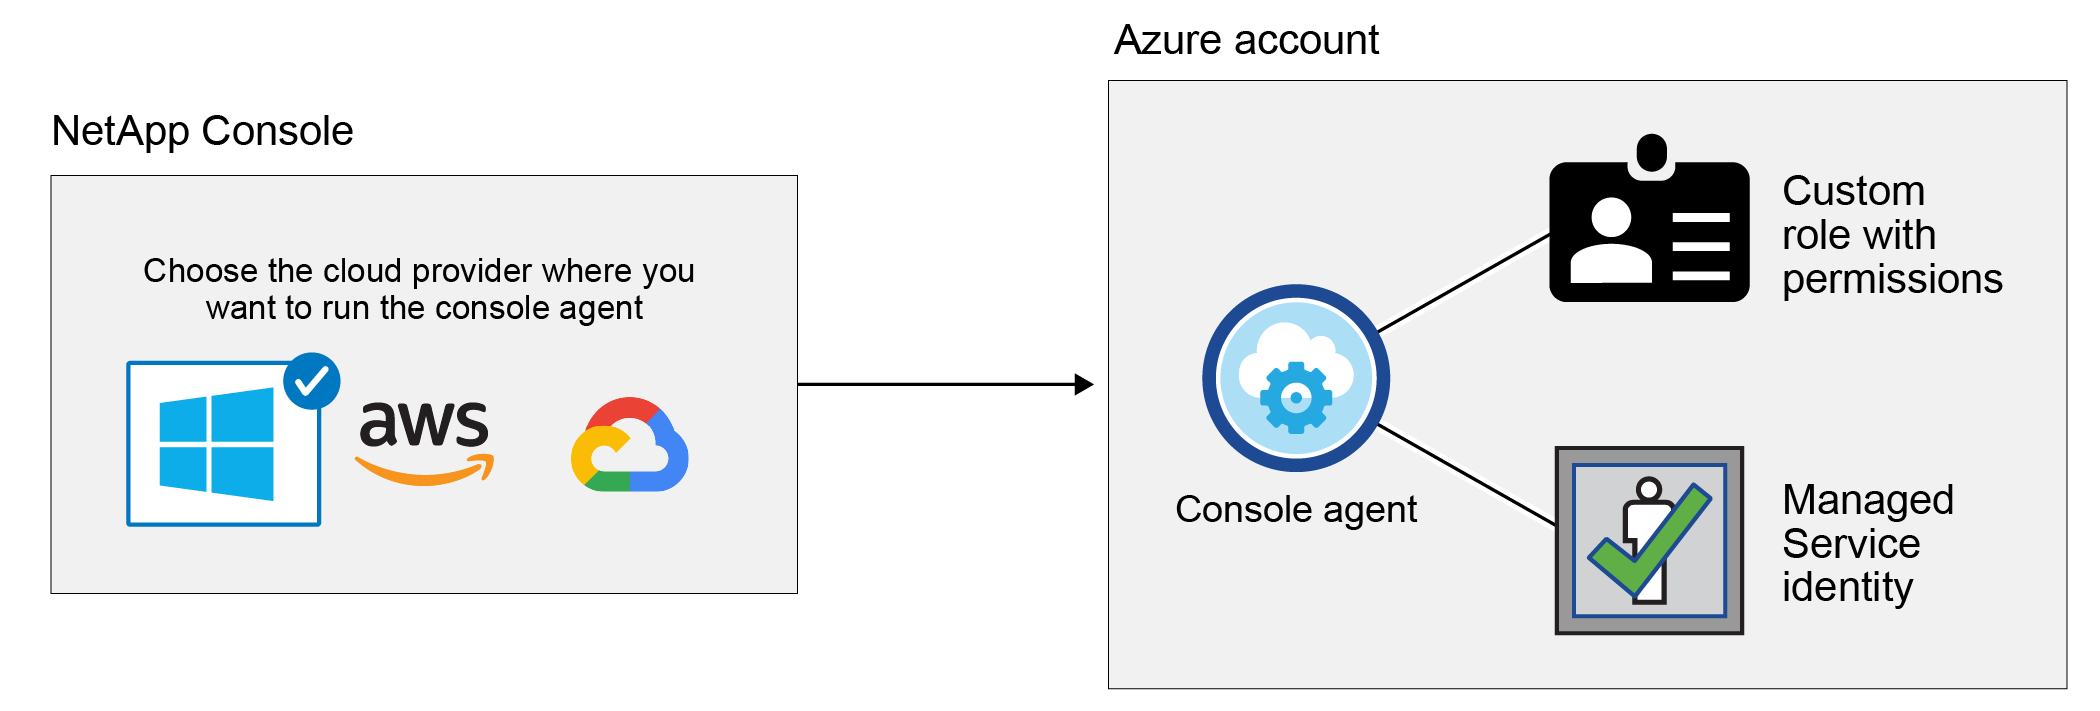 Azure account
NetApp Console
Choose the cloud provider where you
want to run the console agent
aws
Custom
role with
permissions
Console agent
Managed
Service
identity